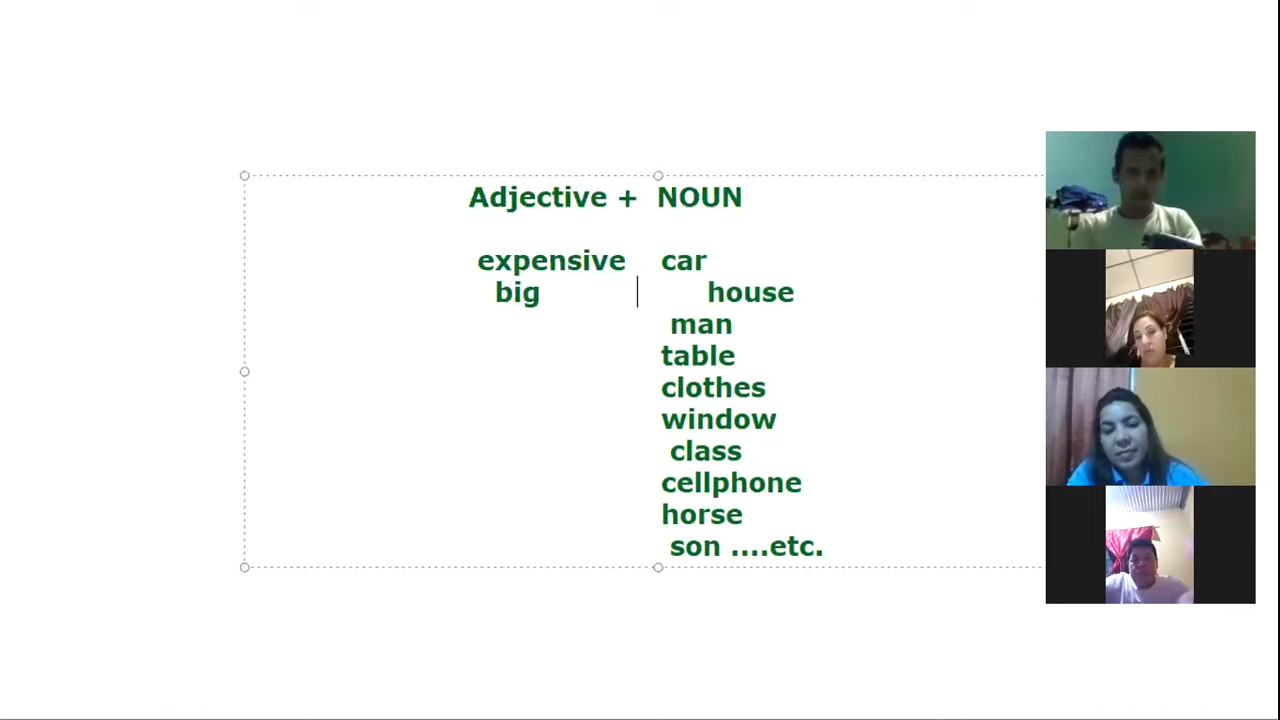 Adjective + NOUN
expensive car
big house
man
table
clothes
window
class
cellphone
horse
son ....etc.